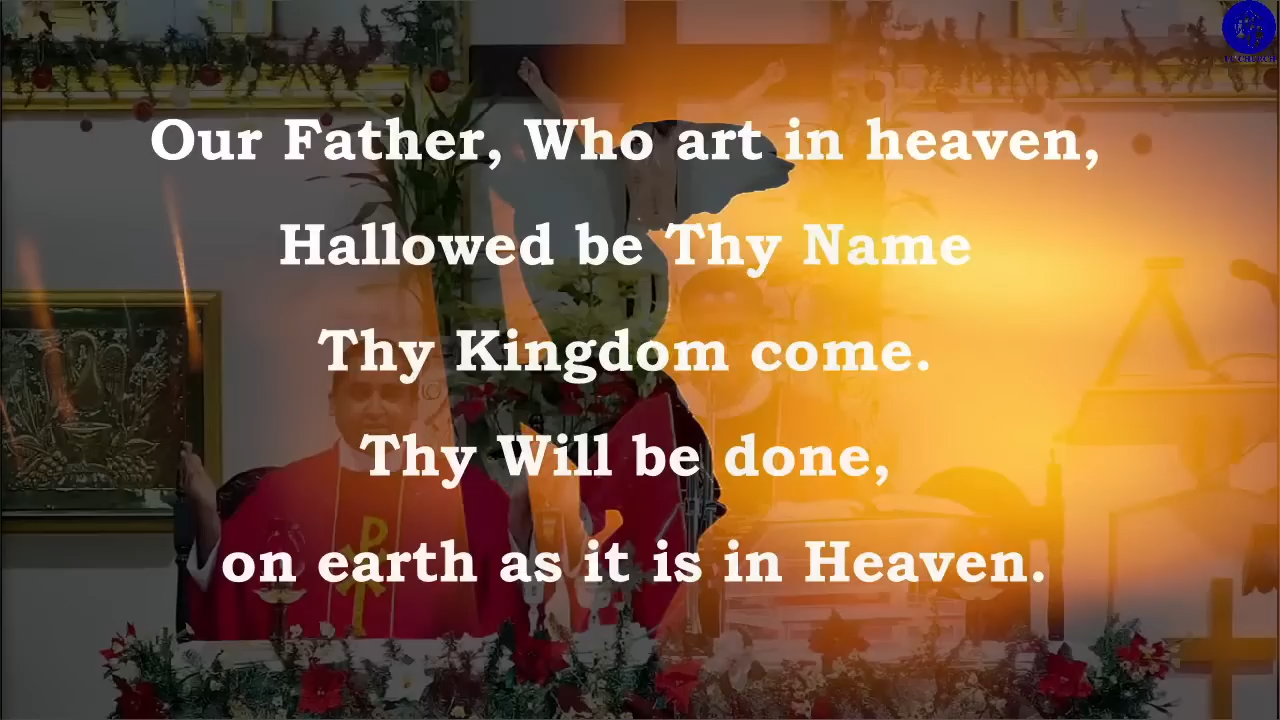 Our Father, Who art in heaven,
Hallowed be Thy Name
Thy Kingdom come.
Thy Will be done,
on earth as it is in Heaven.